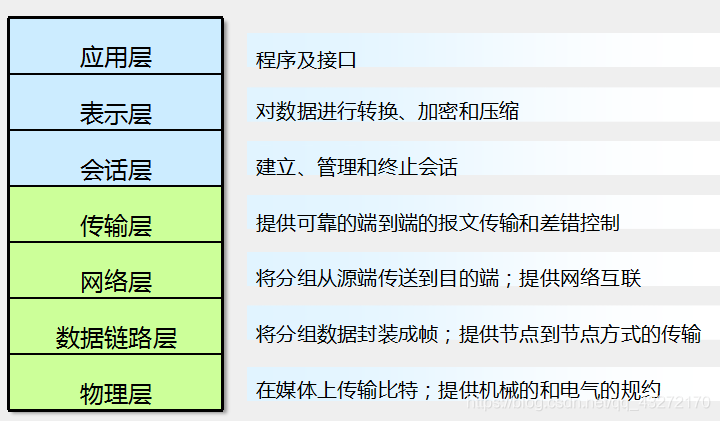 应用层
程序及接口
表示层
对数据进行转换、加密和压缩
会话层
建立、管理和终止会话
传输层
提供可靠的端到端的报文传输和差错控制
网络层
将分组从源端传送到目的端；提供网络互联
数据链路层
将分组数据封装成帧；提供节点到节点方式的传输
物理层
在媒体上传输比特；提供机械的和电气的规约
https://blog.csdn.net/qq_43272170